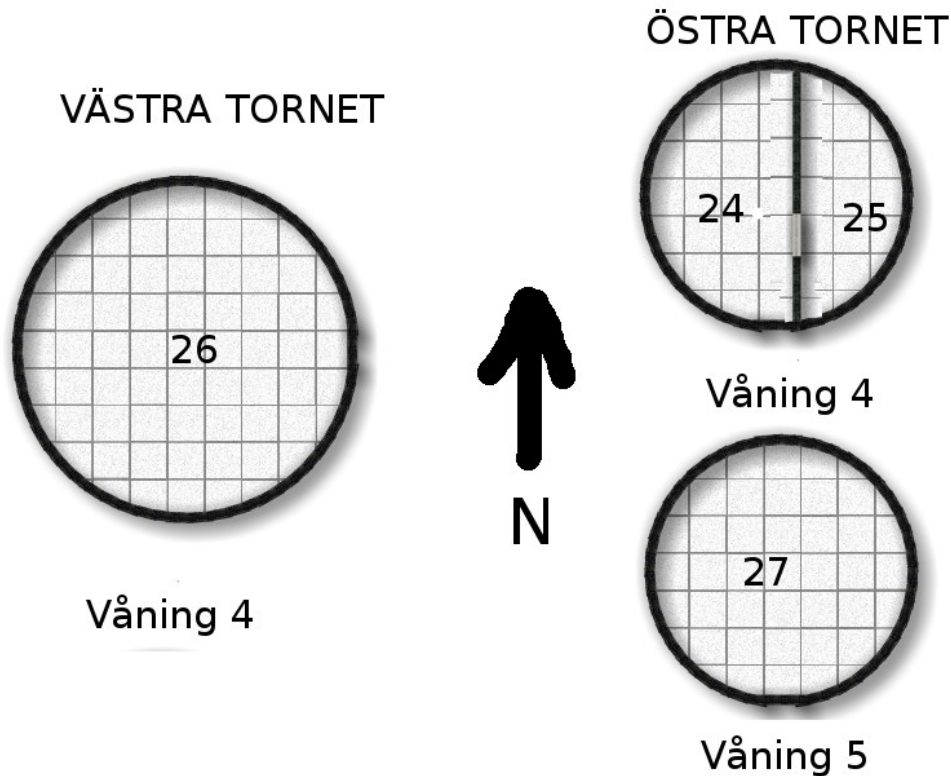 ÖSTRA TORNET
VÄSTRA TORNET
24
25
26
Våning 4
N
27
Våning 4
Våning 5